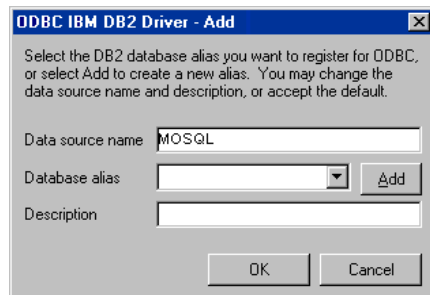 ODBC IBM DB2 Driver - Add
Select the DB2 database alias you want to register for ODBC,
or select Add to create a new alias. You may change the
data source name and description, or accept the default.
Data source name MOSQL
Database alias Add
Description
OK Cancel